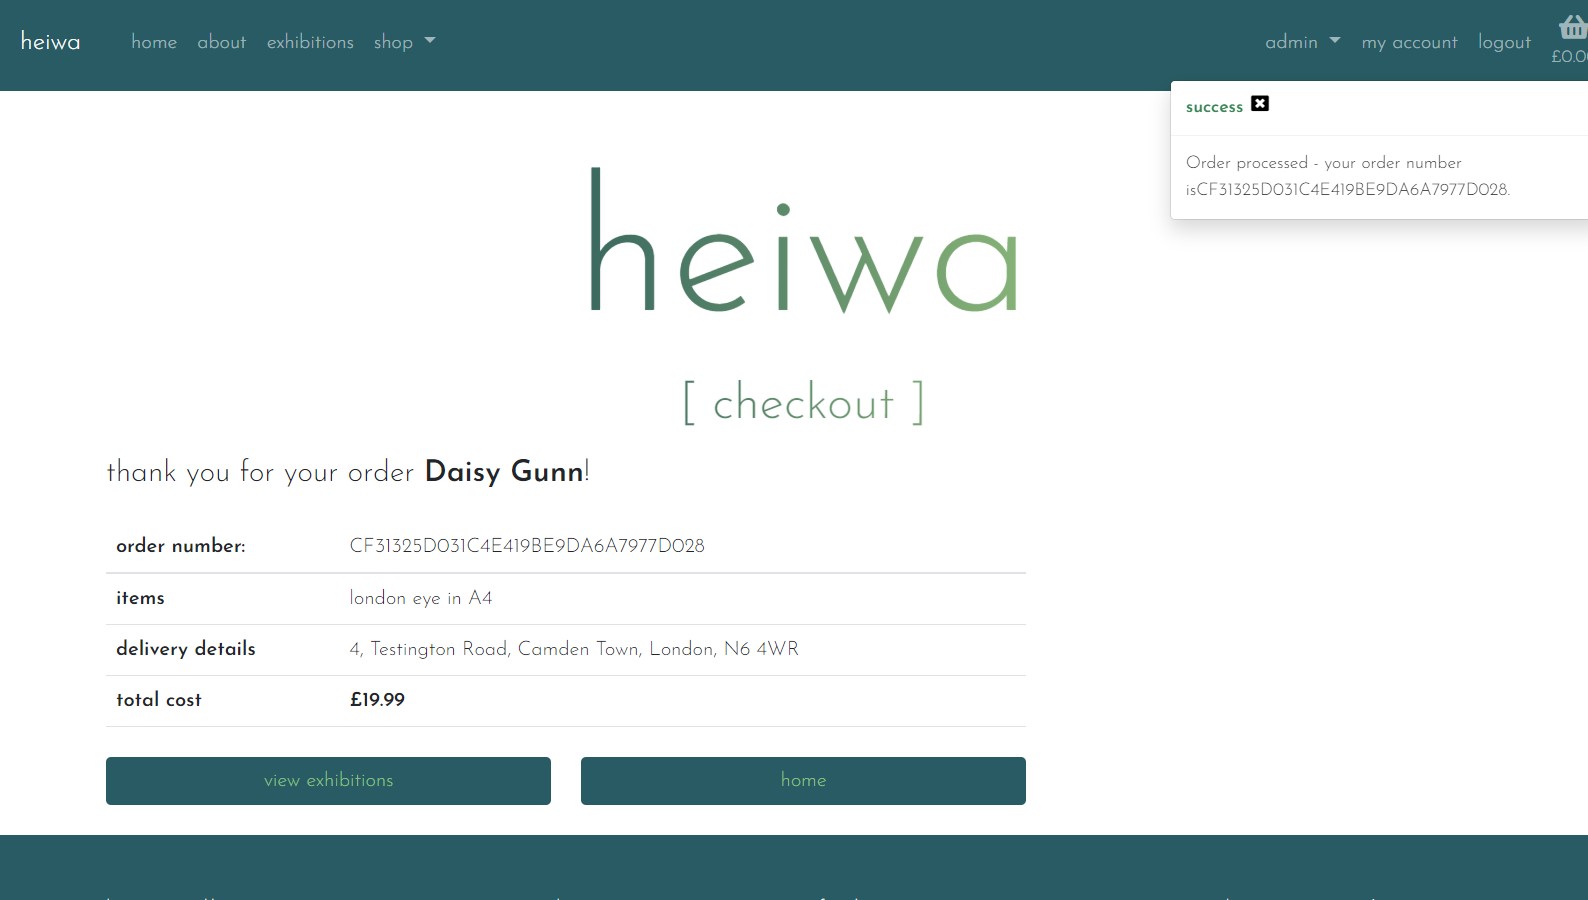 heiwa home about exhibitions shop admin my account logout
£0.0
success
Order processed - your order number
isCF31325D031C4E419BE9DA6A7977D028.
heiwa
[ checkout ]
thank you for your order Daisy Gunn!
order number: CF31325D031C4E419BE9DA6A7977D028
items london eye in A4
delivery details 4, Testington Road, Camden Town, London, N6 4WR
total cost £19.99
view exhibitions home